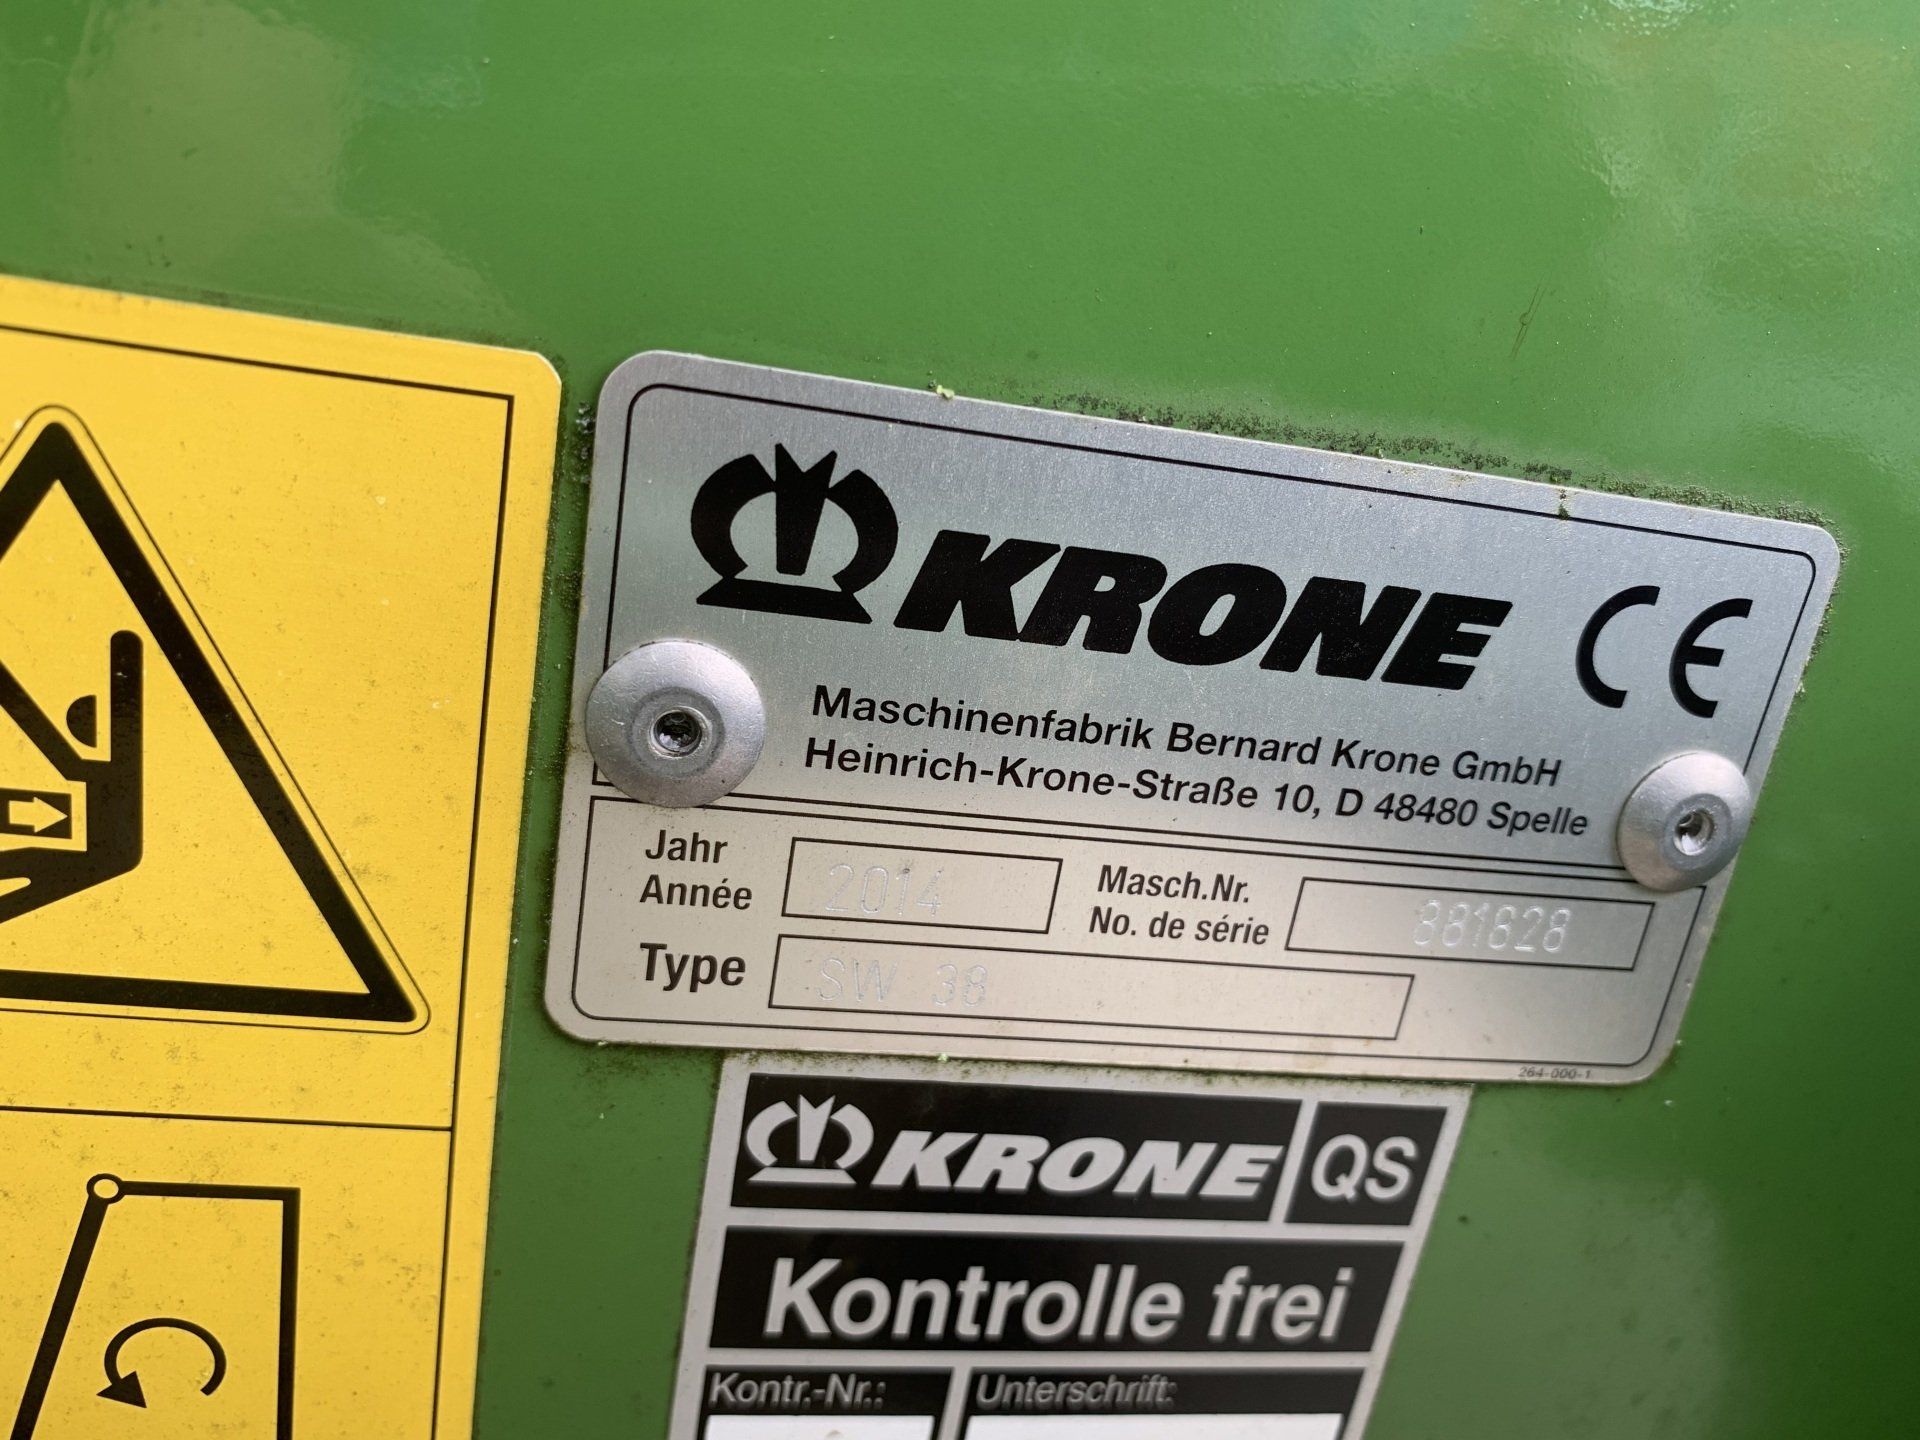 KRONE CE
Maschinenfabrik Bernard Krone GmbH
Heinrich-Krone-Straße 10, D 48480 Spelle
Jahr
Année
2014
Masch.Nr.
No. de série
881828
Type
SW 38
264-000-1
KRONE QS
Kontrolle frei
Kontr.-Nr.: Unterschrift: